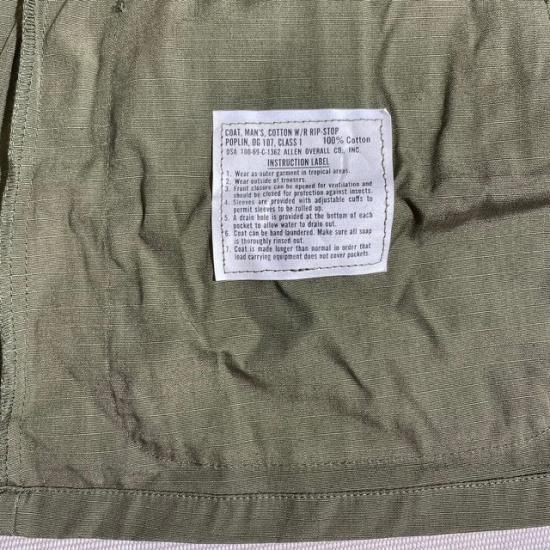 COAT, MAN'S, COTTON W/R RIP-STOP
POPLIN, OG 107, CLASS 1 100% Cotton
DSA 100-69-C-1362 ALLEN OVERALL CO., INC.
INSTRUCTION LABEL
1. Wear as outer garment in tropical areas.
2. Wear outside of trousers.
3. Front closure can be opened for ventilation and
should be closed for protection against insects.
4. Sleeves are provided with adjustable cuffs to
permit sleeves to be rolled up.
5. A drain hole is provided at the bottom of each
pocket to allow water to drain out.
6. Coat can be hand laundered. Make sure all soap
is thoroughly rinsed out.
7. Coat is made longer than normal in order that
load carrying equipment does not cover pockets.